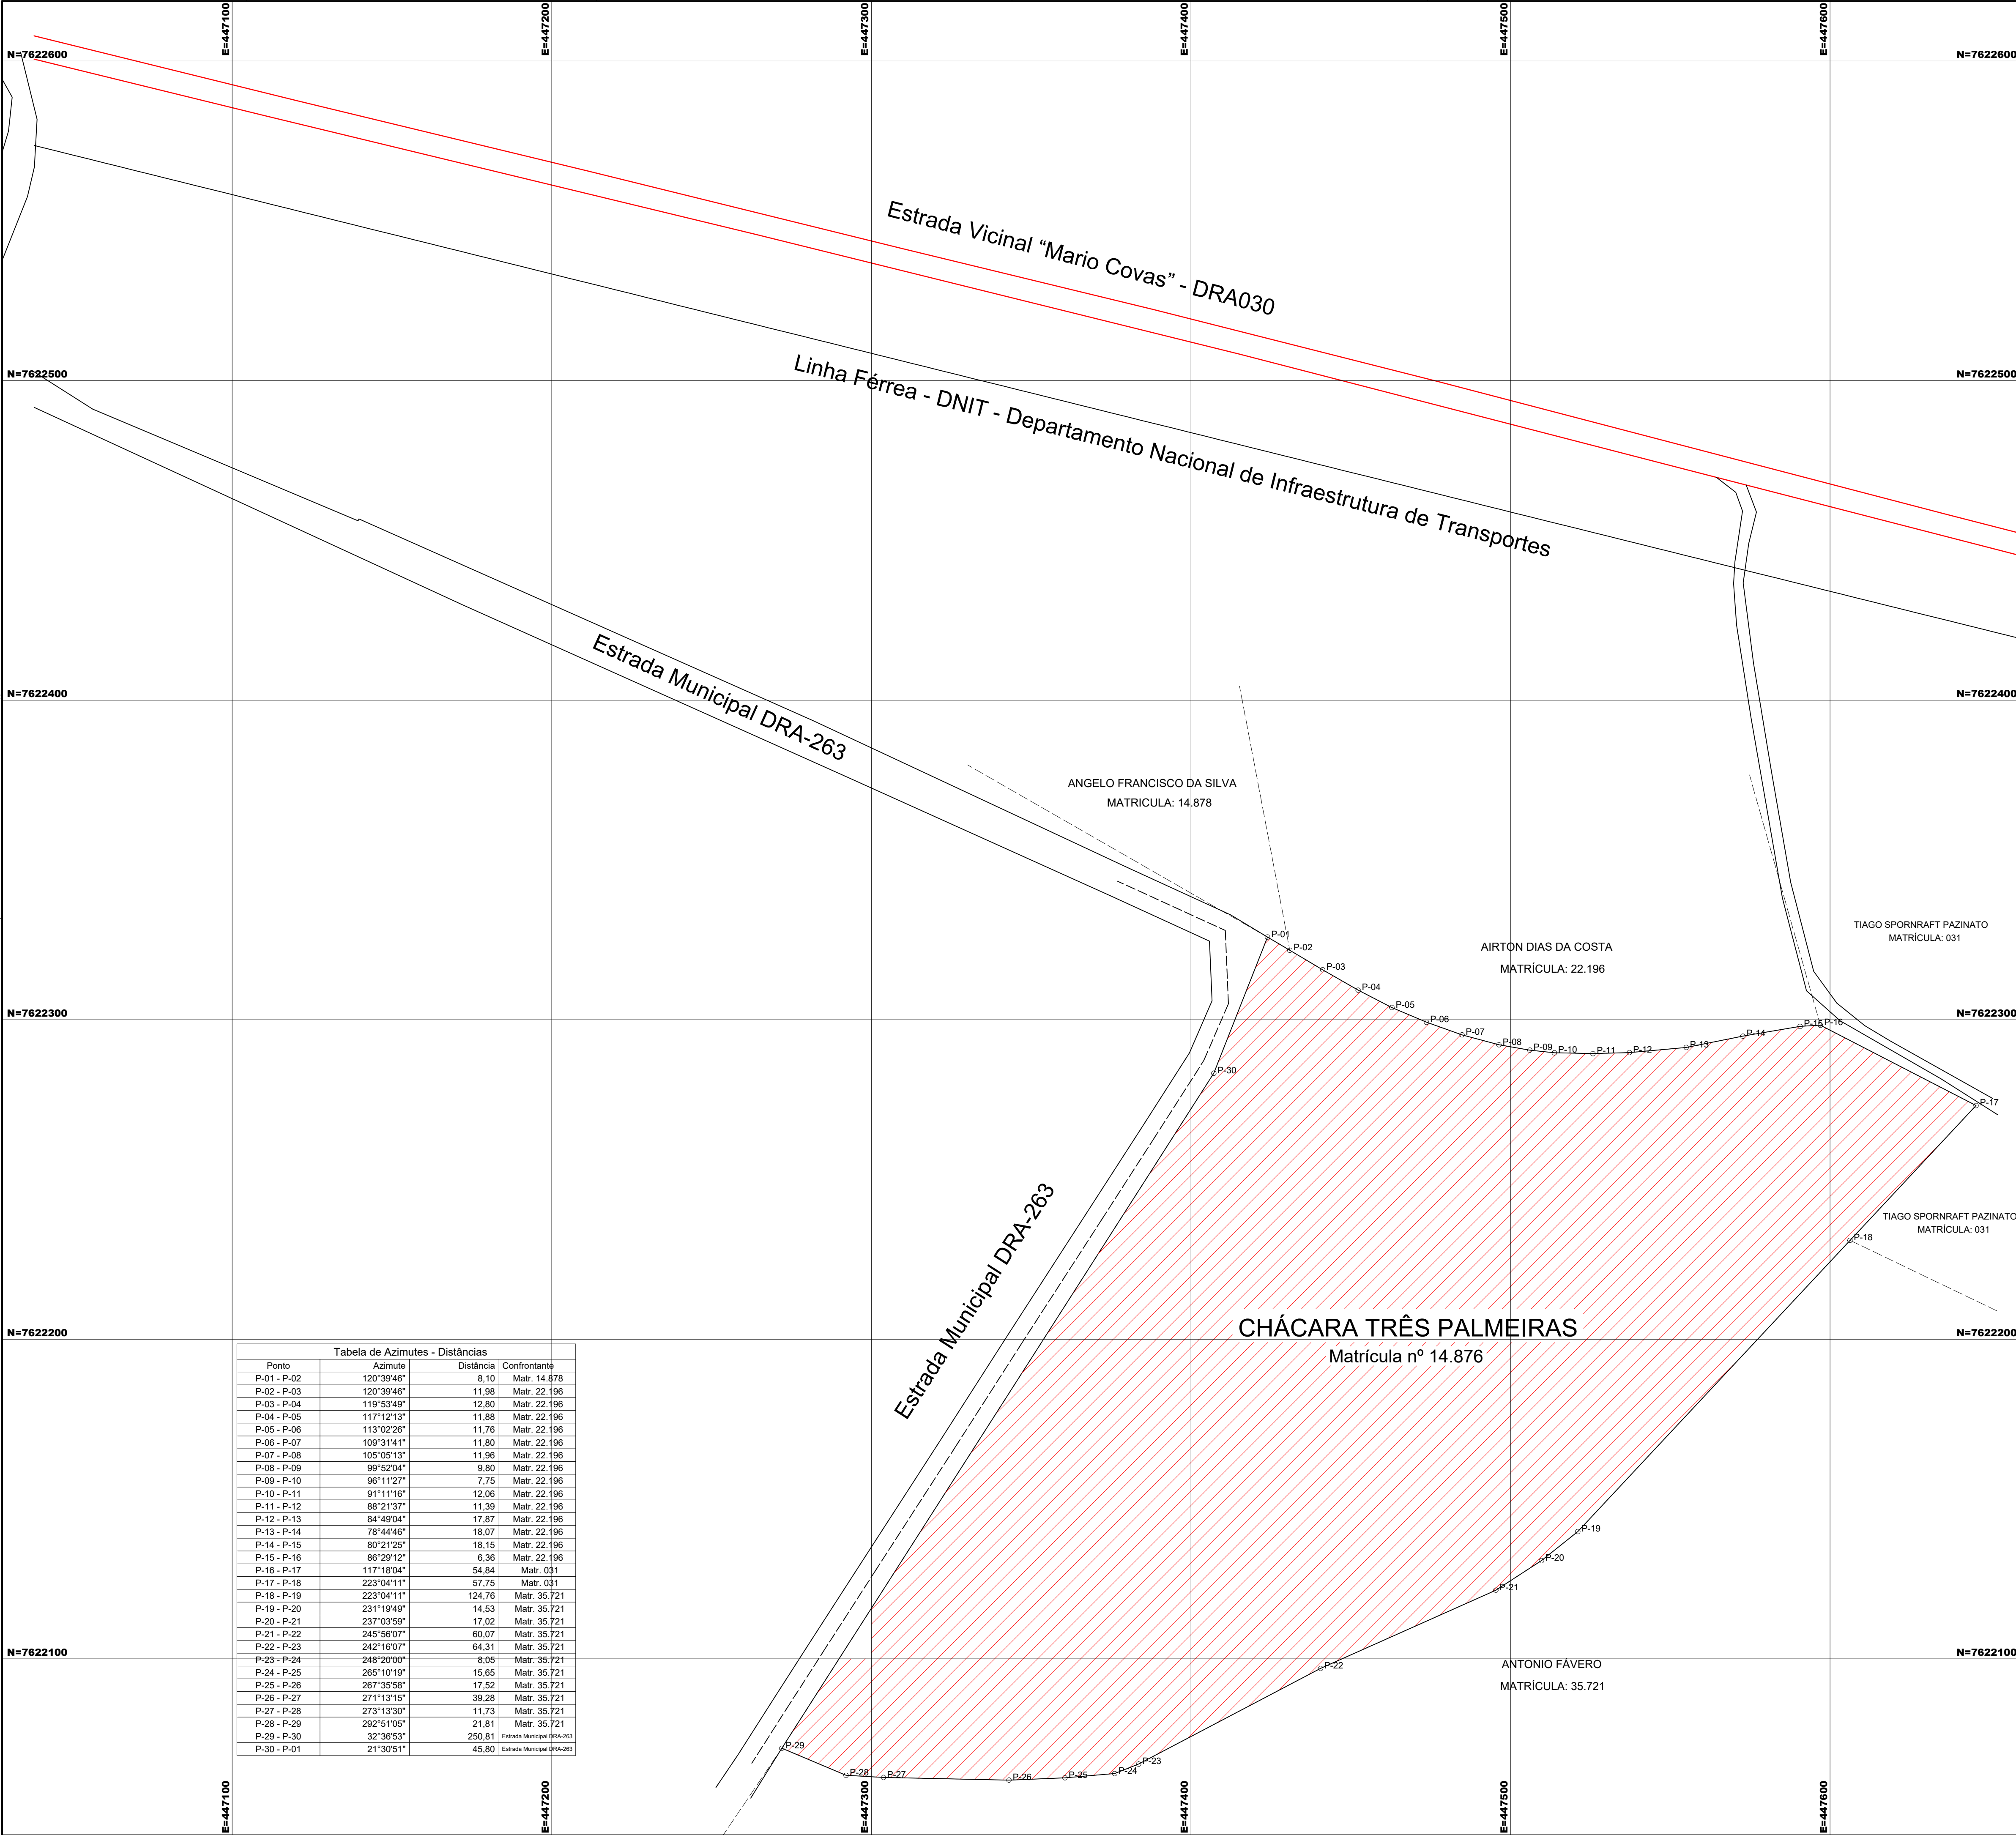 E=447100
E=447200
E=447300
E=447400
E=447500
E=447600
N=7622600
N=7622600
Estrada Vicinal “Mario Covas” - DRA030
N=7622500
N=7622500
Linha Férrea - DNIT - Departamento Nacional de Infraestrutura de Transportes
N=7622400
N=7622400
Estrada Municipal DRA-263
ANGELO FRANCISCO DA SILVA
MATRICULA: 14.878
AIRTON DIAS DA COSTA
MATRÍCULA: 22.196
TIAGO SPORNRAFT PAZINATO
MATRÍCULA: 031
P-01
P-02
P-03
P-04
P-05
P-06
P-07
P-08
P-09
P-10
P-11
P-12
P-13
P-14
P-15
P-16
N=7622300
N=7622300
P-30
P-17
Estrada Municipal DRA-263
TIAGO SPORNRAFT PAZINATO
MATRÍCULA: 031
P-18
CHÁCARA TRÊS PALMEIRAS
Matrícula nº 14.876
N=7622200
N=7622200
Tabela de Azimutes - Distâncias
Ponto Azimute Distância Confrontante
P-01 - P-02 120°39'46" 8,10 Matr. 14.878
P-02 - P-03 120°39'46" 11,98 Matr. 22.196
P-03 - P-04 119°53'49" 12,80 Matr. 22.196
P-04 - P-05 117°12'13" 11,88 Matr. 22.196
P-05 - P-06 113°02'26" 11,76 Matr. 22.196
P-06 - P-07 109°31'41" 11,80 Matr. 22.196
P-07 - P-08 105°05'13" 11,96 Matr. 22.196
P-08 - P-09 99°52'04" 9,80 Matr. 22.196
P-09 - P-10 96°11'27" 7,75 Matr. 22.196
P-10 - P-11 91°11'16" 12,06 Matr. 22.196
P-11 - P-12 88°21'37" 11,39 Matr. 22.196
P-12 - P-13 84°49'04" 17,87 Matr. 22.196
P-13 - P-14 78°44'46" 18,07 Matr. 22.196
P-14 - P-15 80°21'25" 18,15 Matr. 22.196
P-15 - P-16 86°29'12" 6,36 Matr. 22.196
P-16 - P-17 117°18'04" 54,84 Matr. 031
P-17 - P-18 223°04'11" 57,75 Matr. 031
P-18 - P-19 223°04'11" 124,76 Matr. 35.721
P-19 - P-20 231°19'49" 14,53 Matr. 35.721
P-20 - P-21 237°03'59" 17,02 Matr. 35.721
P-21 - P-22 245°56'07" 60,07 Matr. 35.721
P-22 - P-23 242°16'07" 64,31 Matr. 35.721
P-23 - P-24 248°20'00" 8,05 Matr. 35.721
P-24 - P-25 265°10'19" 15,65 Matr. 35.721
P-25 - P-26 267°35'58" 17,52 Matr. 35.721
P-26 - P-27 271°13'15" 39,28 Matr. 35.721
P-27 - P-28 273°13'30" 11,73 Matr. 35.721
P-28 - P-29 292°51'05" 21,81 Matr. 35.721
P-29 - P-30 32°36'53" 250,81 Estrada Municipal DRA-263
P-30 - P-01 21°30'51" 45,80 Estrada Municipal DRA-263
P-19
P-20
P-21
N=7622100
N=7622100
P-22
ANTONIO FÁVERO
MATRÍCULA: 35.721
P-29
P-28
P-27
P-26
P-25
P-24
P-23
E=447100
E=447200
E=447300
E=447400
E=447500
E=447600